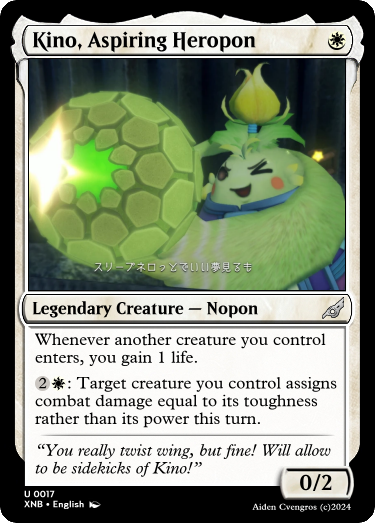 Kino, Aspiring Heropon
スリープネロっとでいい夢見るも
Legendary Creature — Nopon
Whenever another creature you control
enters, you gain 1 life.
2 : Target creature you control assigns
combat damage equal to its toughness
rather than its power this turn.
“You really twist wing, but fine! Will allow
to be sidekicks of Kino!”
0/2
U 0017
XNB • English
Aiden Cvengros (c)2024